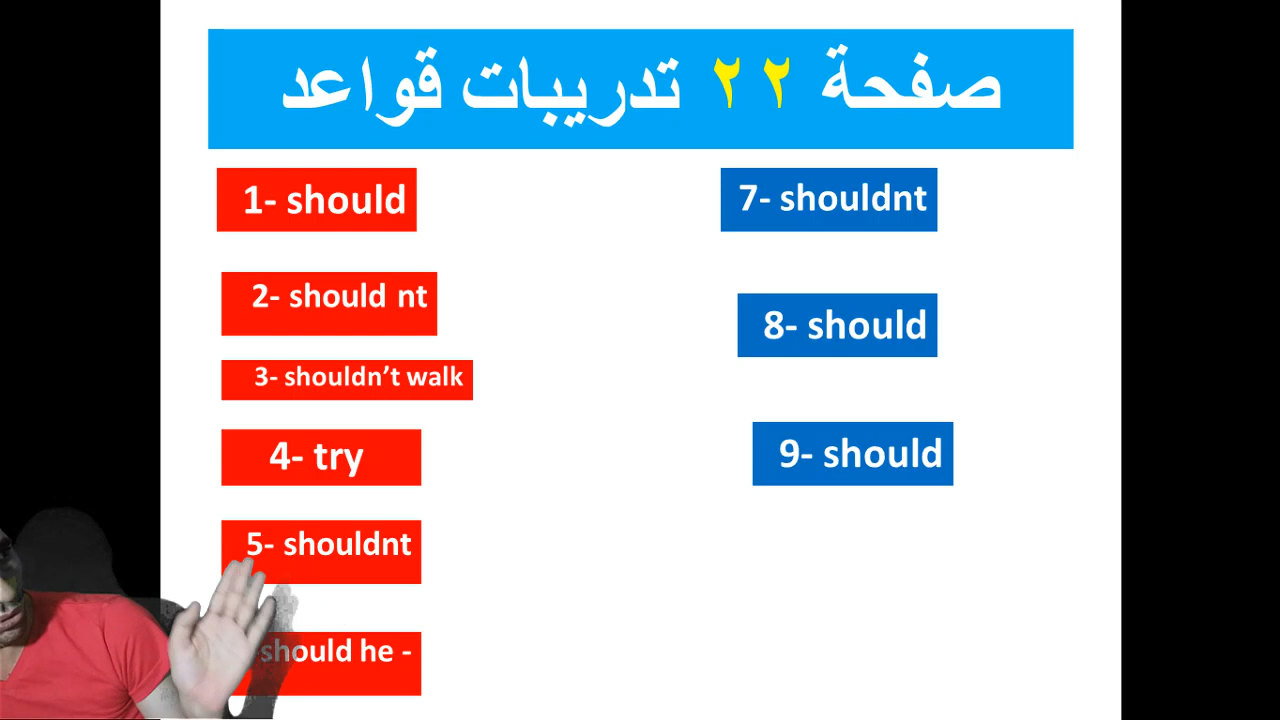 صفحة ٢٢ تدريبات قواعد
1- should
2- should nt
3- shouldn’t walk
4- try
5- shouldnt
should he -
7- shouldnt
8- should
9- should